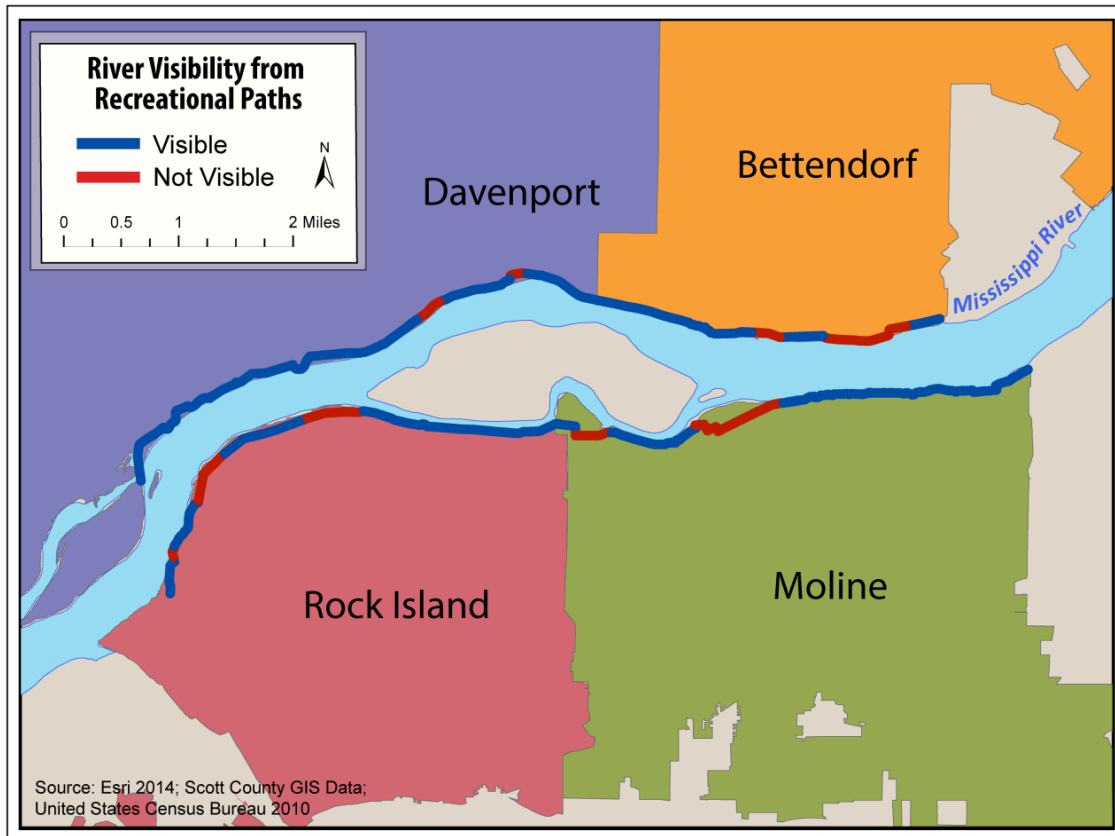 River Visibility from
Recreational Paths
Visible
Not Visible
N
0 0.5 1 2 Miles
Davenport
Bettendorf
Mississippi River
Rock Island
Moline
Source: Esri 2014; Scott County GIS Data;
United States Census Bureau 2010